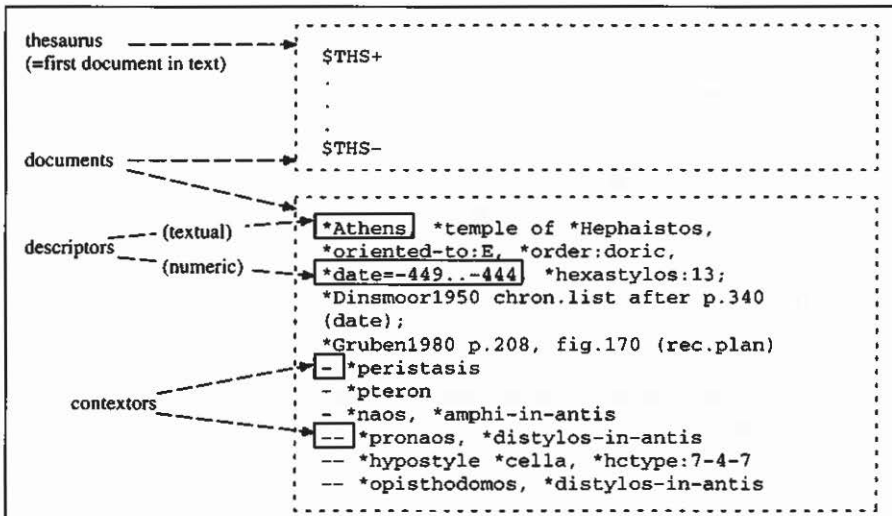 thesaurus
(=first document in text)
$THS+
.
.
.
$THS-
documents
descriptors
(textual)
(numeric)
contextors
*Athens, *temple of *Hephaistos,
*oriented-to:E, *order:doric,
*date=-449..-444 *hexastylos:13;
*Dinsmoor1950 chron.list after p.340
(date);
*Gruben1980 p.208, fig.170 (rec.plan)
- *peristasis
- *pteron
- *naos, *amphi-in-antis
-- *pronaos, *distylos-in-antis
-- *hypostyle *cella, *hctype:7-4-7
-- *opisthodomos, *distylos-in-antis